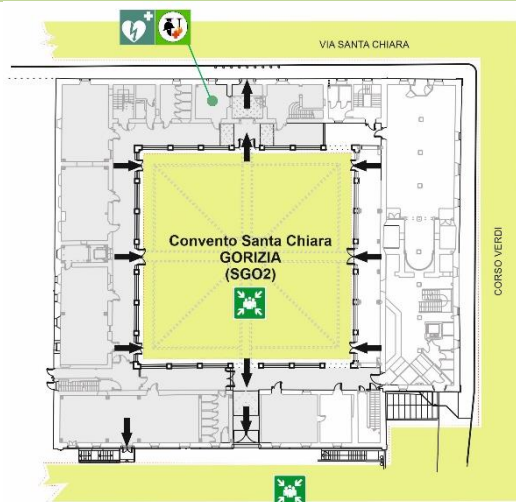 VIA SANTA CHIARA
Convento Santa Chiara
GORIZIA
(SGO2)
CORSO VERDI